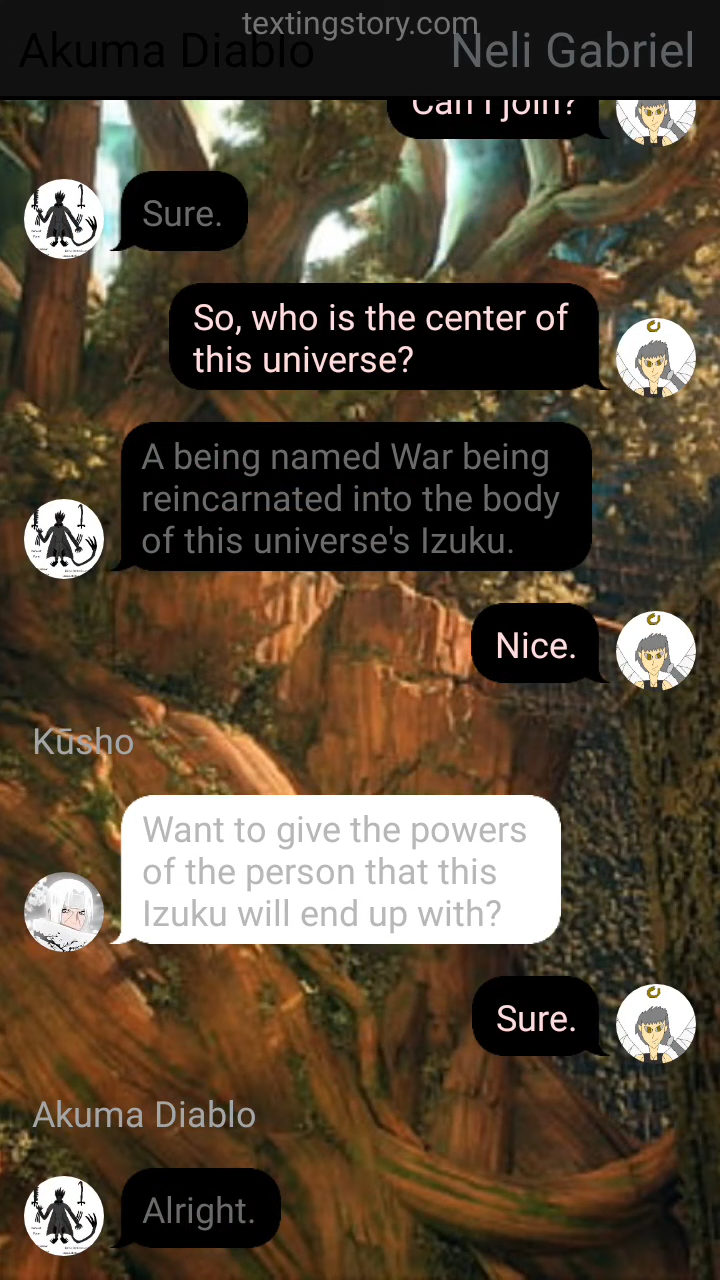 textingstory.com
Akuma Diablo
Neli Gabriel
Can I join?
Sure.
So, who is the center of
this universe?
A being named War being
reincarnated into the body
of this universe's Izuku.
Nice.
Kūsho
Want to give the powers
of the person that this
Izuku will end up with?
Sure.
Akuma Diablo
Alright.